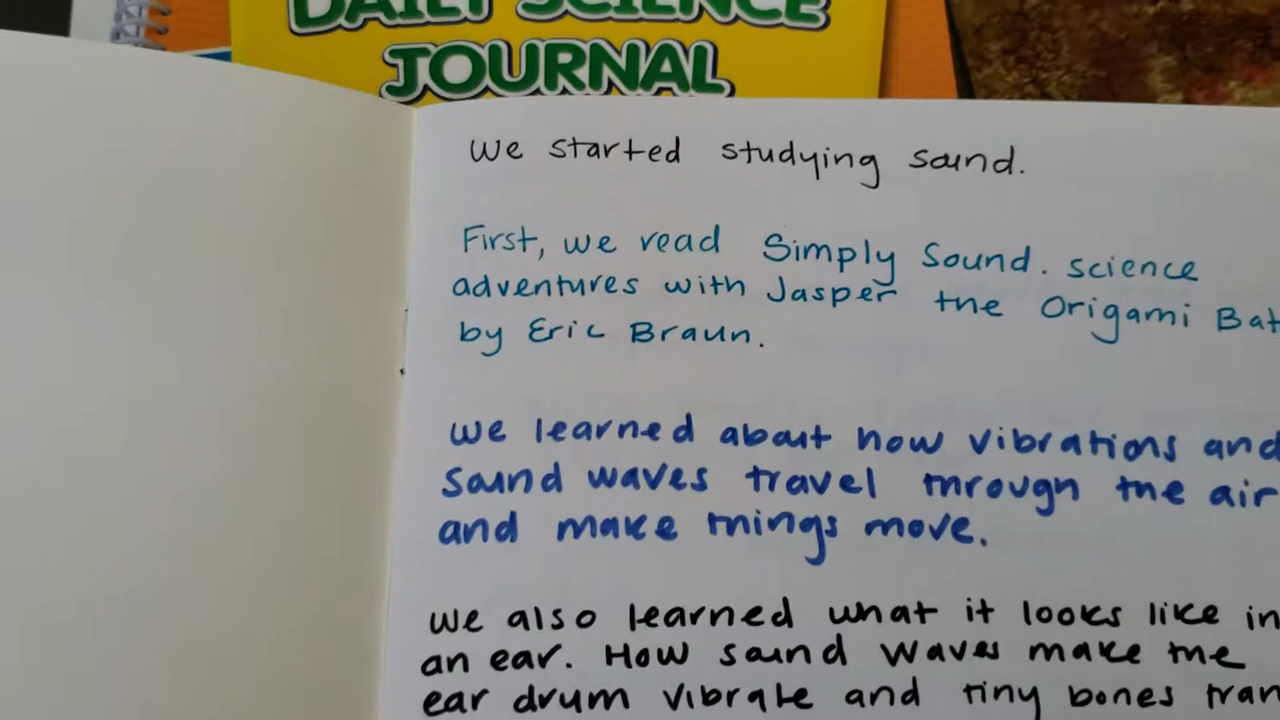 DAILY SCIENCE
JOURNAL
We started studying sound.
First, we read Simply Sound. science
adventures with Jasper the Origami Bat
by Eric Braun.
we learned about how vibrations and
sound waves travel through the air
and make things move.
we also learned what it looks like in
an ear. How sound waves make the
ear drum vibrate and tiny bones tran